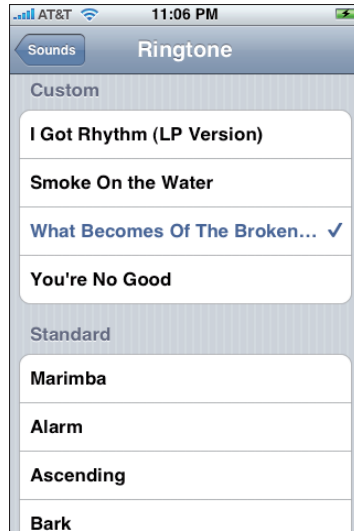 AT&T 11:06 PM
Sounds Ringtone
Custom
I Got Rhythm (LP Version)
Smoke On the Water
What Becomes Of The Broken...
You're No Good
Standard
Marimba
Alarm
Ascending
Bark